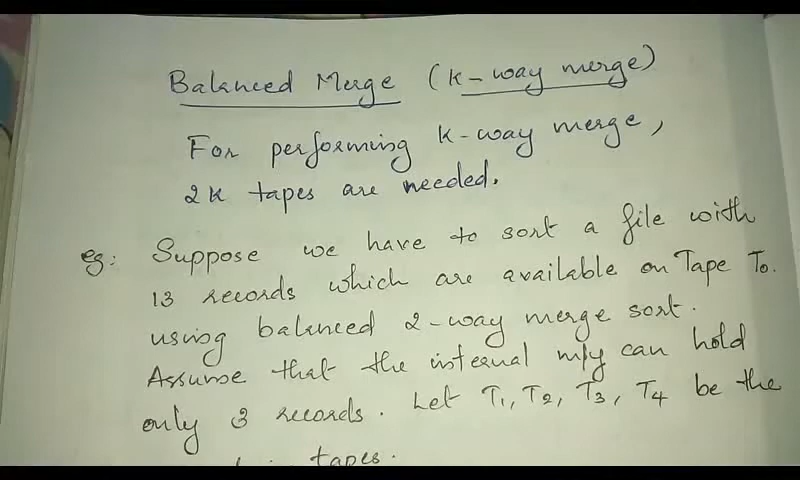 Balanced Merge (k-way merge)
For performing k-way merge,
2k tapes are needed.
eg: Suppose we have to sort a file with
13 records which are available on Tape T0.
using balanced 2-way merge sort.
Assume that the internal m/y can hold
only 3 records. Let T1, T2, T3, T4 be the
tapes.